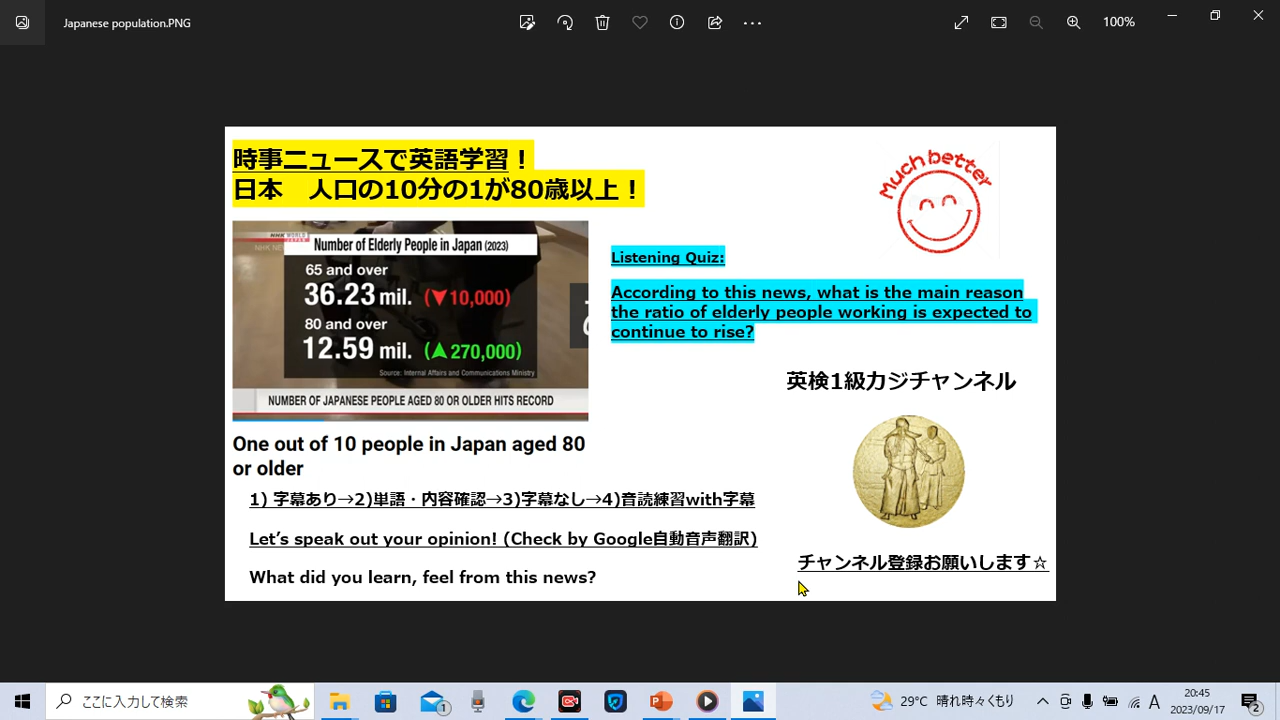 Japanese population.PNG
100%
時事ニュースで英語学習！
日本　人口の10分の1が80歳以上！
Much better
NHK WORLD
JAPAN
Number of Elderly People in Japan (2023)
65 and over
36.23 mil. (▼10,000)
80 and over
12.59 mil. (▲270,000)
Source: Internal Affairs and Communications Ministry
NUMBER OF JAPANESE PEOPLE AGED 80 OR OLDER HITS RECORD
One out of 10 people in Japan aged 80
or older
Listening Quiz:
According to this news, what is the main reason
the ratio of elderly people working is expected to
continue to rise?
英検1級カジチャンネル
1) 字幕あり→2)単語・内容確認→3)字幕なし→4)音読練習with字幕
Let’s speak out your opinion! (Check by Google自動音声翻訳)
What did you learn, feel from this news?
チャンネル登録お願いします☆
ここに入力して検索
1
29°C 晴れ時々くもり
A
20:45
2023/09/17
2